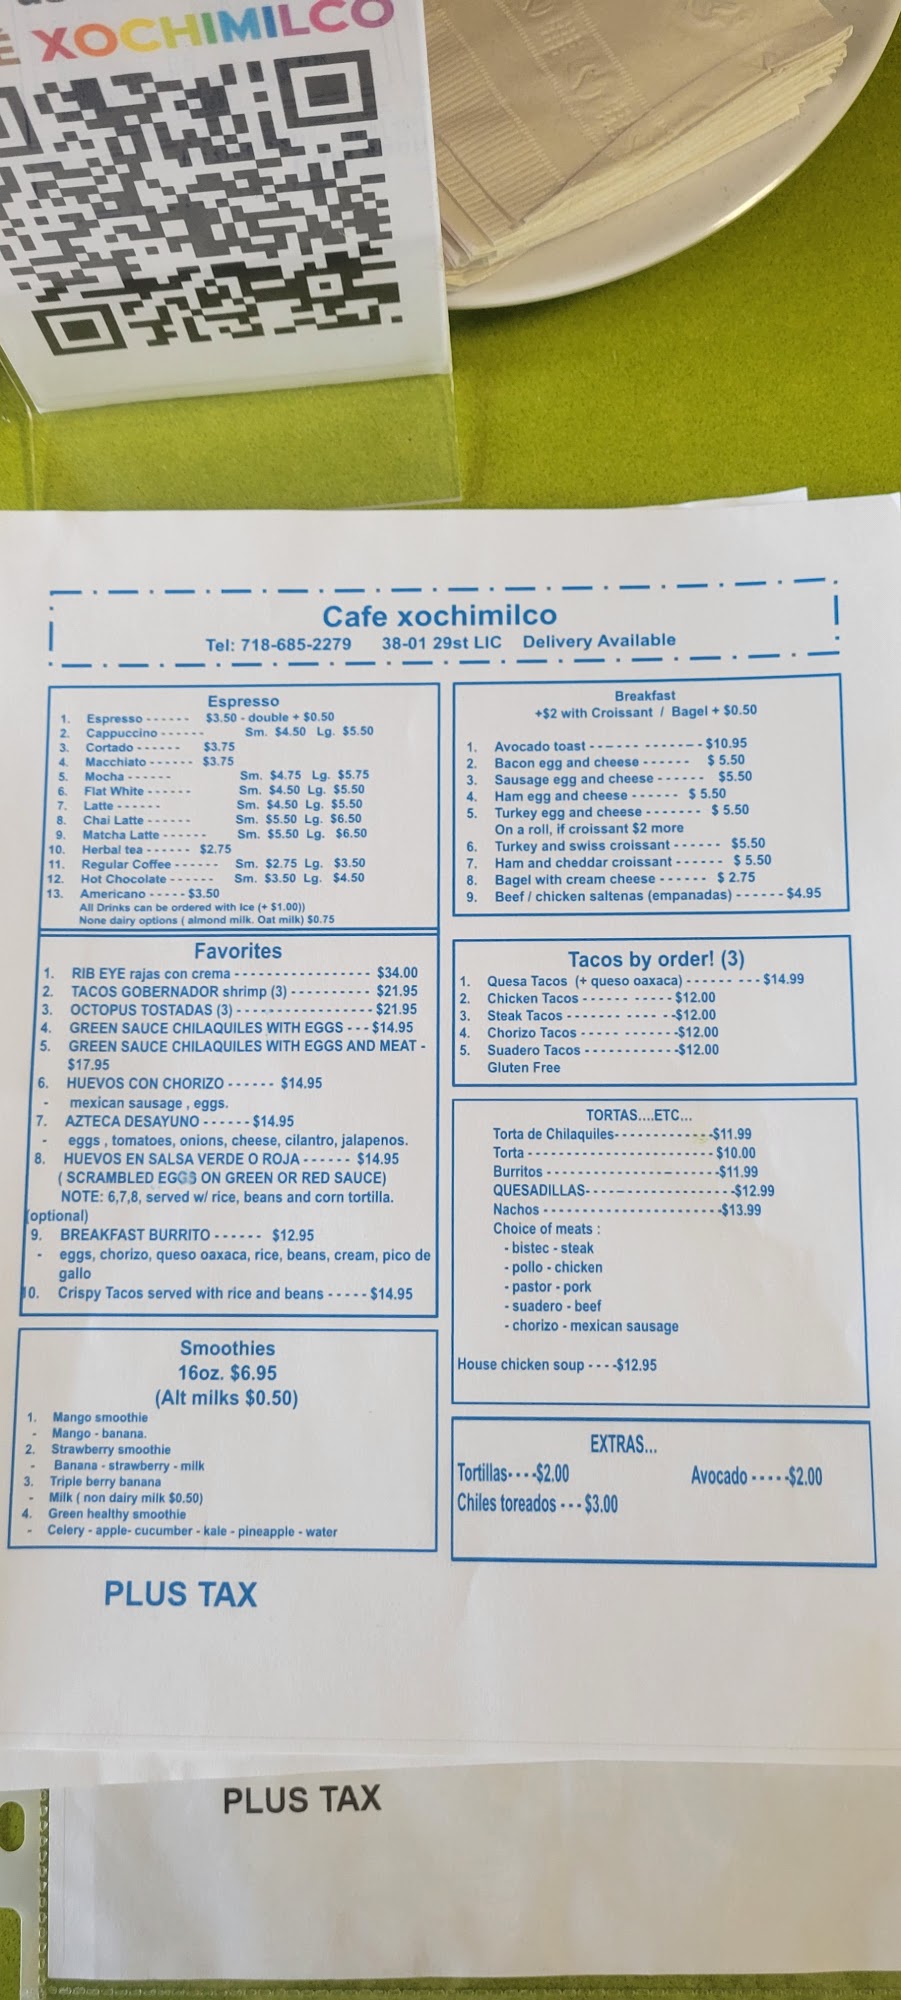 XOCHIMILCO
Cafe xochimilco
Tel: 718-685-2279 38-01 29st LIC Delivery Available
Espresso
1. Espresso ------ $3.50 - double + $0.50
2. Cappuccino ------ Sm. $4.50 Lg. $5.50
3. Cortado ------ $3.75
4. Macchiato ------ $3.75
5. Mocha ------ Sm. $4.75 Lg. $5.75
6. Flat White ------ Sm. $4.50 Lg. $5.50
7. Latte ------ Sm. $4.50 Lg. $5.50
8. Chai Latte ------ Sm. $5.50 Lg. $6.50
9. Matcha Latte ------ Sm. $5.50 Lg. $6.50
10. Herbal tea ------ $2.75
11. Regular Coffee ------ Sm. $2.75 Lg. $3.50
12. Hot Chocolate ------ Sm. $3.50 Lg. $4.50
13. Americano ----- $3.50
All Drinks can be ordered with Ice (+ $1.00))
None dairy options ( almond milk. Oat milk) $0.75
Favorites
1. RIB EYE rajas con crema ----------------- $34.00
2. TACOS GOBERNADOR shrimp (3) ---------- $21.95
3. OCTOPUS TOSTADAS (3) ----------------- $21.95
4. GREEN SAUCE CHILAQUILES WITH EGGS --- $14.95
5. GREEN SAUCE CHILAQUILES WITH EGGS AND MEAT -
$17.95
6. HUEVOS CON CHORIZO ------ $14.95
- mexican sausage , eggs.
7. AZTECA DESAYUNO ------ $14.95
- eggs , tomatoes, onions, cheese, cilantro, jalapenos.
8. HUEVOS EN SALSA VERDE O ROJA ------ $14.95
( SCRAMBLED EGGS ON GREEN OR RED SAUCE)
NOTE: 6,7,8, served w/ rice, beans and corn tortilla.
(optional)
9. BREAKFAST BURRITO ------ $12.95
- eggs, chorizo, queso oaxaca, rice, beans, cream, pico de
gallo
10. Crispy Tacos served with rice and beans ----- $14.95
Smoothies
16oz. $6.95
(Alt milks $0.50)
1. Mango smoothie
- Mango - banana.
2. Strawberry smoothie
- Banana - strawberry - milk
3. Triple berry banana
- Milk ( non dairy milk $0.50)
4. Green healthy smoothie
- Celery - apple- cucumber - kale - pineapple - water
Breakfast
+$2 with Croissant / Bagel + $0.50
1. Avocado toast ------ ------- $10.95
2. Bacon egg and cheese ------ $ 5.50
3. Sausage egg and cheese ------ $5.50
4. Ham egg and cheese ------ $ 5.50
5. Turkey egg and cheese ------- $ 5.50
On a roll, if croissant $2 more
6. Turkey and swiss croissant ------ $5.50
7. Ham and cheddar croissant ------ $ 5.50
8. Bagel with cream cheese ------ $ 2.75
9. Beef / chicken saltenas (empanadas) ------ $4.95
Tacos by order! (3)
1. Quesa Tacos (+ queso oaxaca) ------ --- $14.99
2. Chicken Tacos ------ ----- $12.00
3. Steak Tacos ------- ---- --$12.00
4. Chorizo Tacos ------------$12.00
5. Suadero Tacos -----------$12.00
Gluten Free
TORTAS....ETC...
Torta de Chilaquiles------------$11.99
Torta ----------------------- $10.00
Burritos ---------------------$11.99
QUESADILLAS------------------$12.99
Nachos ----------------------$13.99
Choice of meats :
- bistec - steak
- pollo - chicken
- pastor - pork
- suadero - beef
- chorizo - mexican sausage
House chicken soup ----$12.95
EXTRAS...
Tortillas----$2.00 Avocado -----$2.00
Chiles toreados --- $3.00
PLUS TAX
PLUS TAX